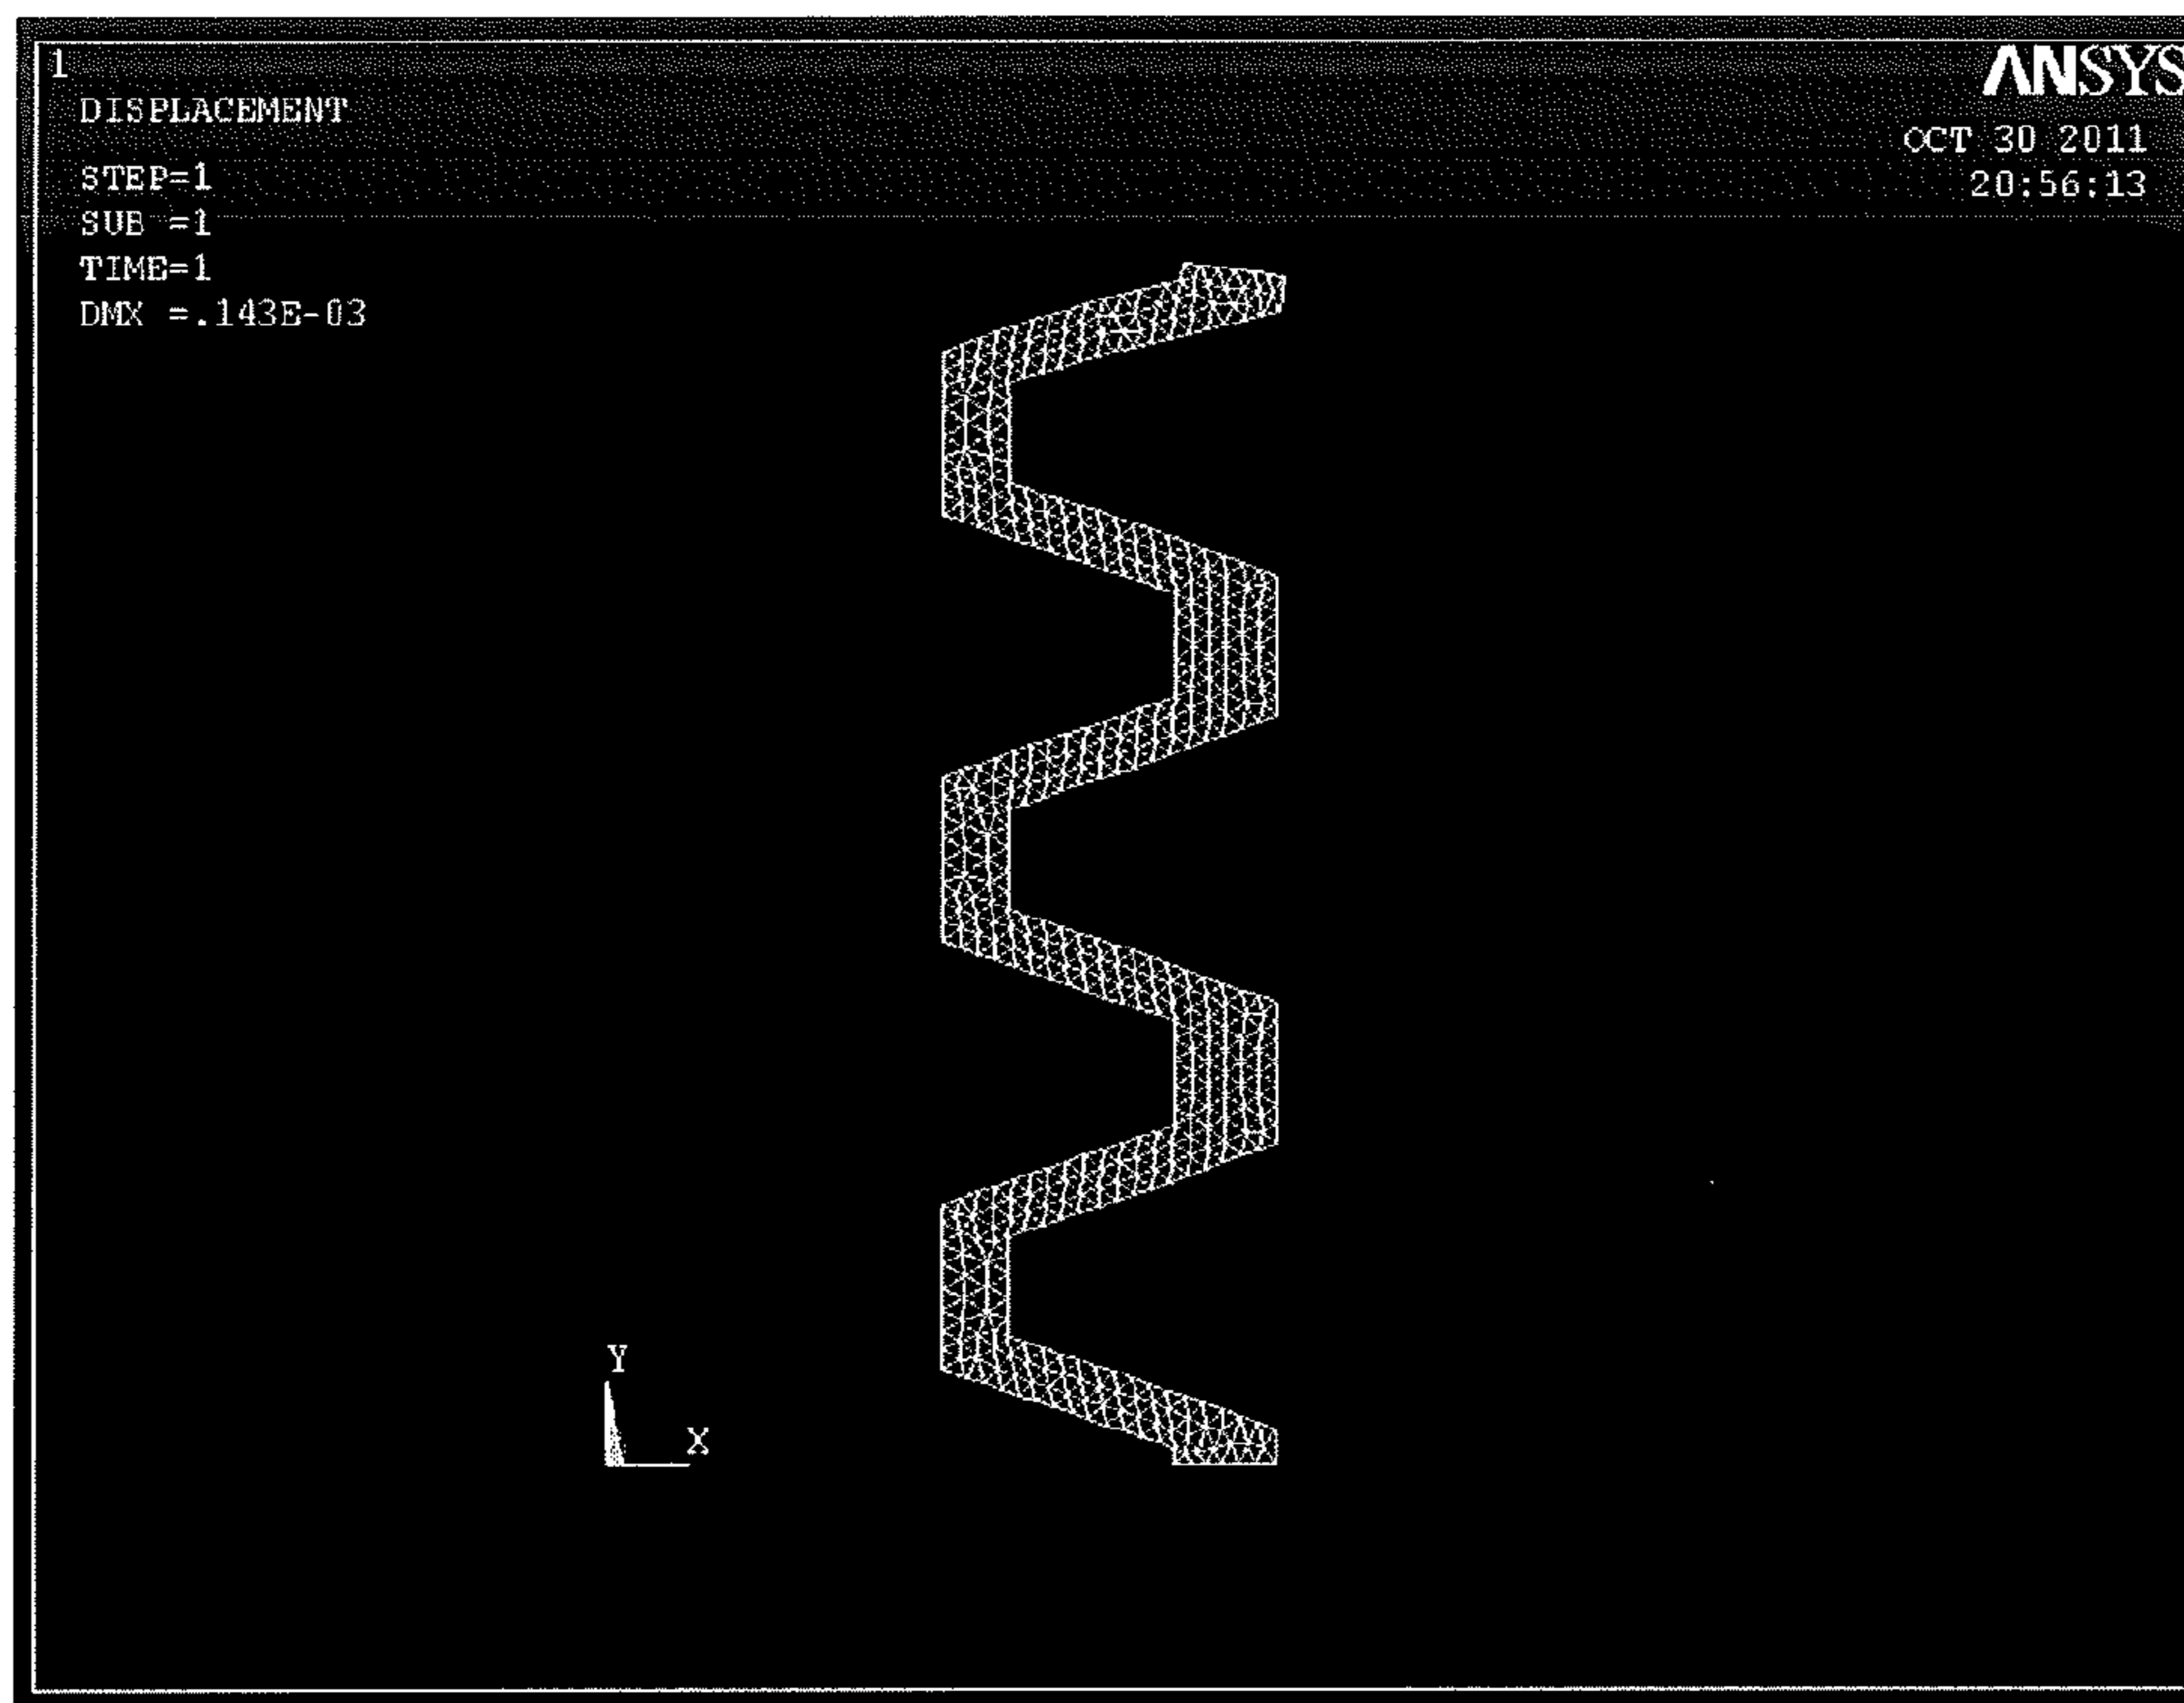 1
DISPLACEMENT
STEP=1
SUB =1
TIME=1
DMX =.143E-03
ANSYS
OCT 30 2011
20:56:13
Y
X